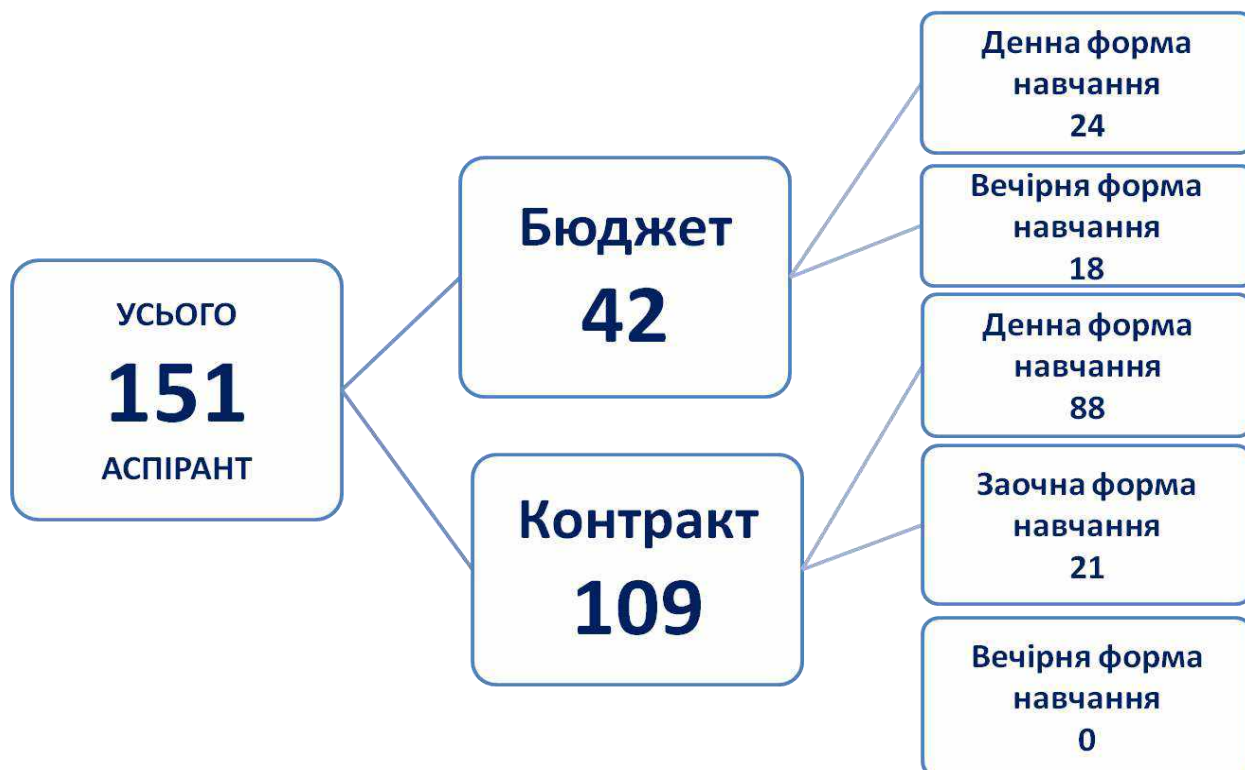 УСЬОГО
151
АСПІРАНТ
Бюджет
42
Контракт
109
Денна форма
навчання
24
Вечірня форма
навчання
18
Денна форма
навчання
88
Заочна форма
навчання
21
Вечірня форма
навчання
0